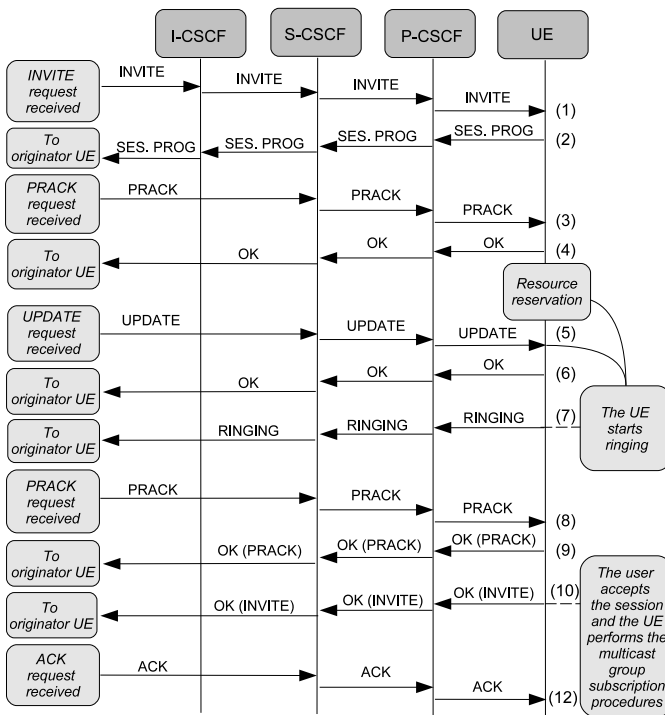 I-CSCF S-CSCF P-CSCF UE
INVITE
request
received
INVITE
INVITE
INVITE
INVITE
(1)
To
originator UE
SES. PROG
SES. PROG
SES. PROG
SES. PROG
(2)
PRACK
request
received
PRACK
PRACK
PRACK
(3)
To
originator UE
OK
OK
OK
(4)
Resource
reservation
UPDATE
request
received
UPDATE
UPDATE
UPDATE
(5)
To
originator UE
OK
OK
OK
(6)
To
originator UE
RINGING
RINGING
RINGING
(7)
The UE
starts
ringing
PRACK
request
received
PRACK
PRACK
PRACK
(8)
To
originator UE
OK (PRACK)
OK (PRACK)
OK (PRACK)
(9)
To
originator UE
OK (INVITE)
OK (INVITE)
OK (INVITE)
(10)
The user
accepts
the session
and the UE
performs the
multicast
group
subscription
procedures
ACK
request
received
ACK
ACK
ACK
(12)